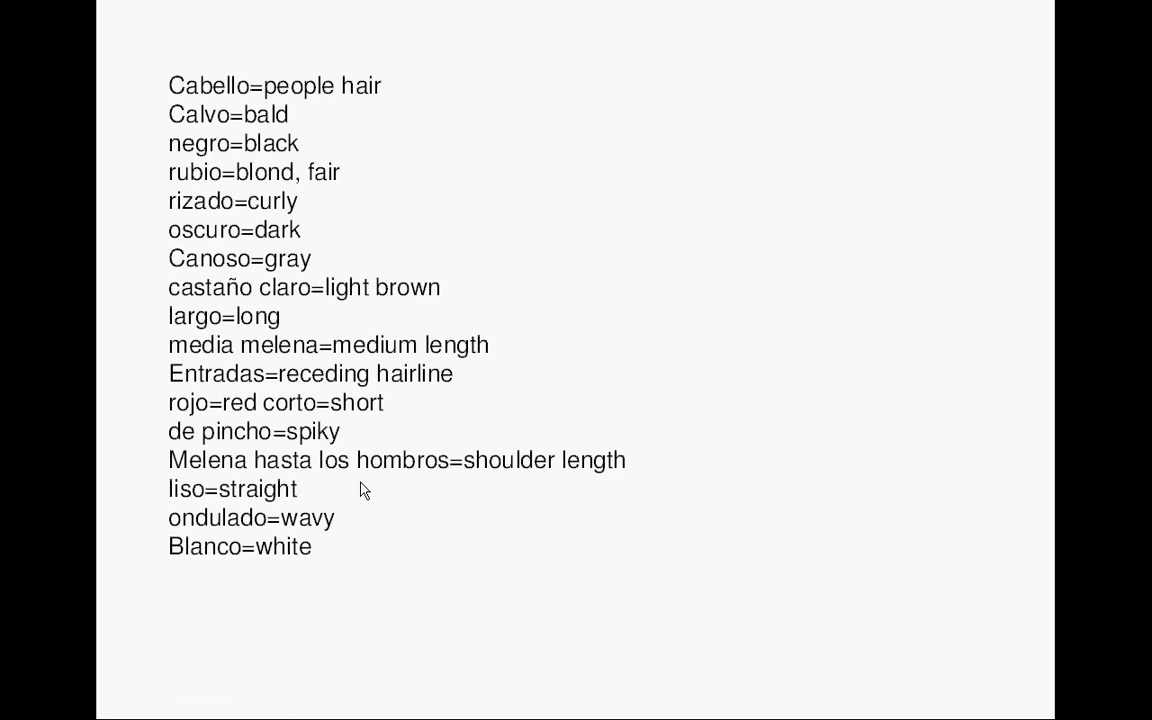 Cabello=people hair
Calvo=bald
negro=black
rubio=blond, fair
rizado=curly
oscuro=dark
Canoso=gray
castaño claro=light brown
largo=long
media melena=medium length
Entradas=receding hairline
rojo=red corto=short
de pincho=spiky
Melena hasta los hombros=shoulder length
liso=straight
ondulado=wavy
Blanco=white